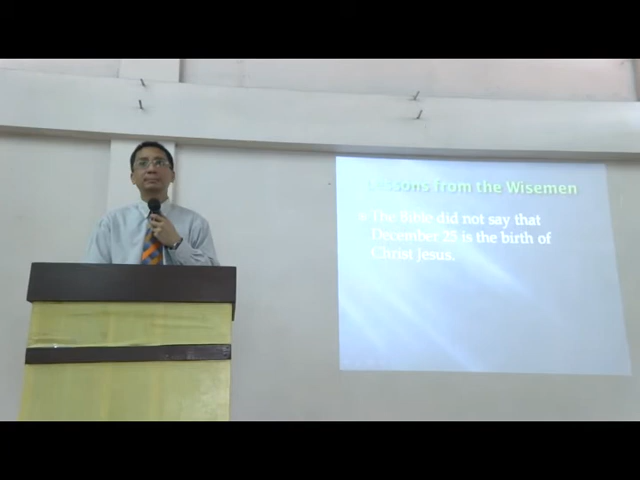 Lessons from the Wisemen
The Bible did not say that
December 25 is the birth of
Christ Jesus.